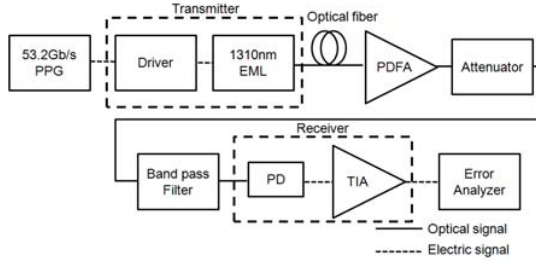 Transmitter
Optical fiber
53.2Gb/s
PPG
Driver
1310nm
EML
PDFA
Attenuator
Receiver
Band pass
Filter
PD
TIA
Error
Analyzer
Optical signal
Electric signal